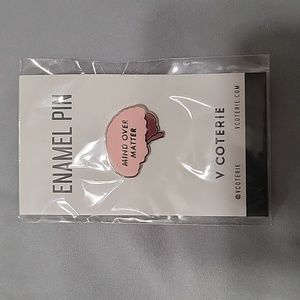 ENAMEL PIN
MIND OVER
MATTER
V COTERIE
@VCOTERIE
VCOTERIE.COM